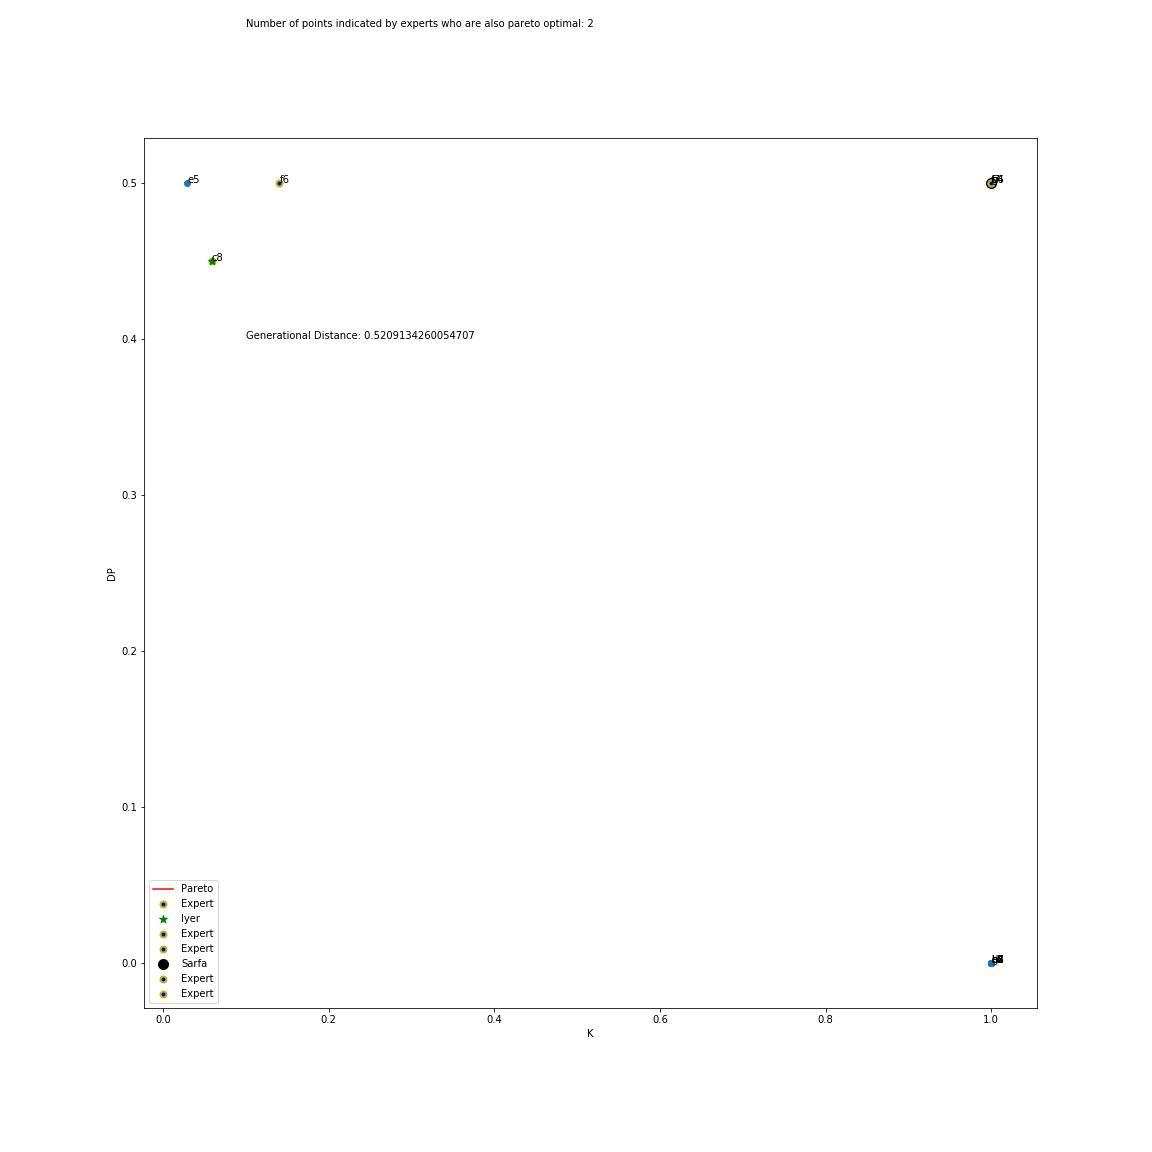 Number of points indicated by experts who are also pareto optimal: 2
0.5
e5
f6
c8
Generational Distance: 0.5209134260054707
0.4
0.3
DP
0.2
0.1
Pareto
Expert
Iyer
Expert
Expert
Sarfa
Expert
Expert
0.0
0.0
0.2
0.4
0.6
0.8
1.0
K